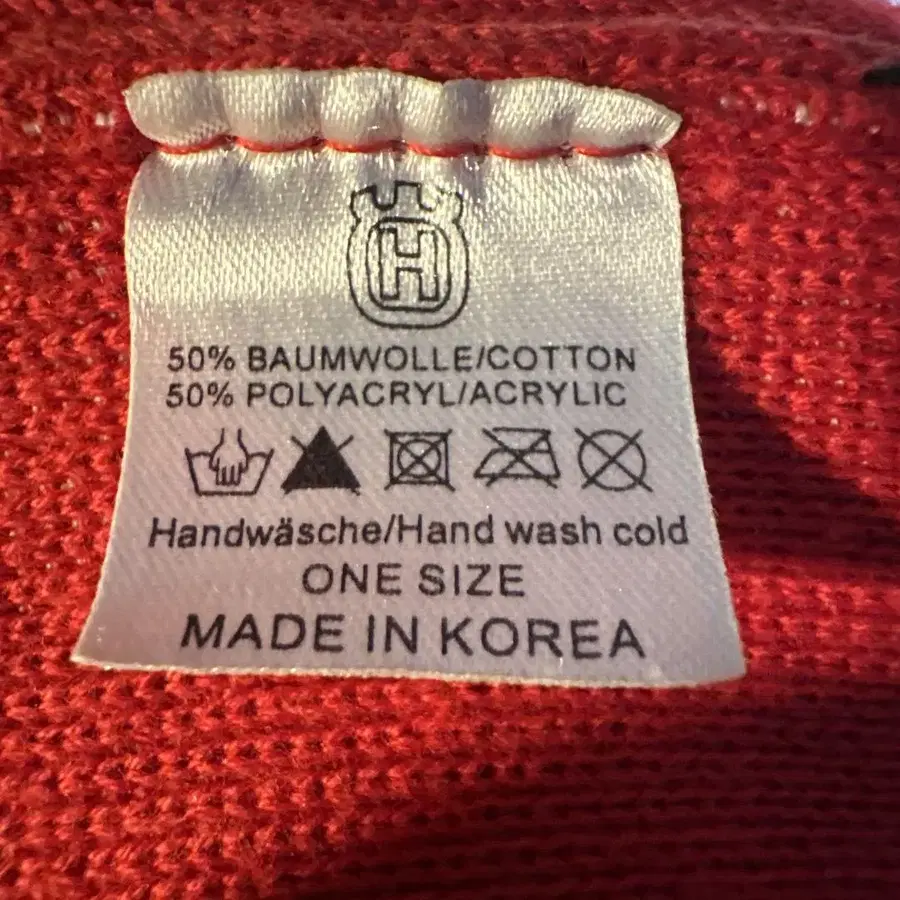 H
50% BAUMWOLLE/COTTON
50% POLYACRYL/ACRYLIC
Handwäsche/Hand wash cold
ONE SIZE
MADE IN KOREA